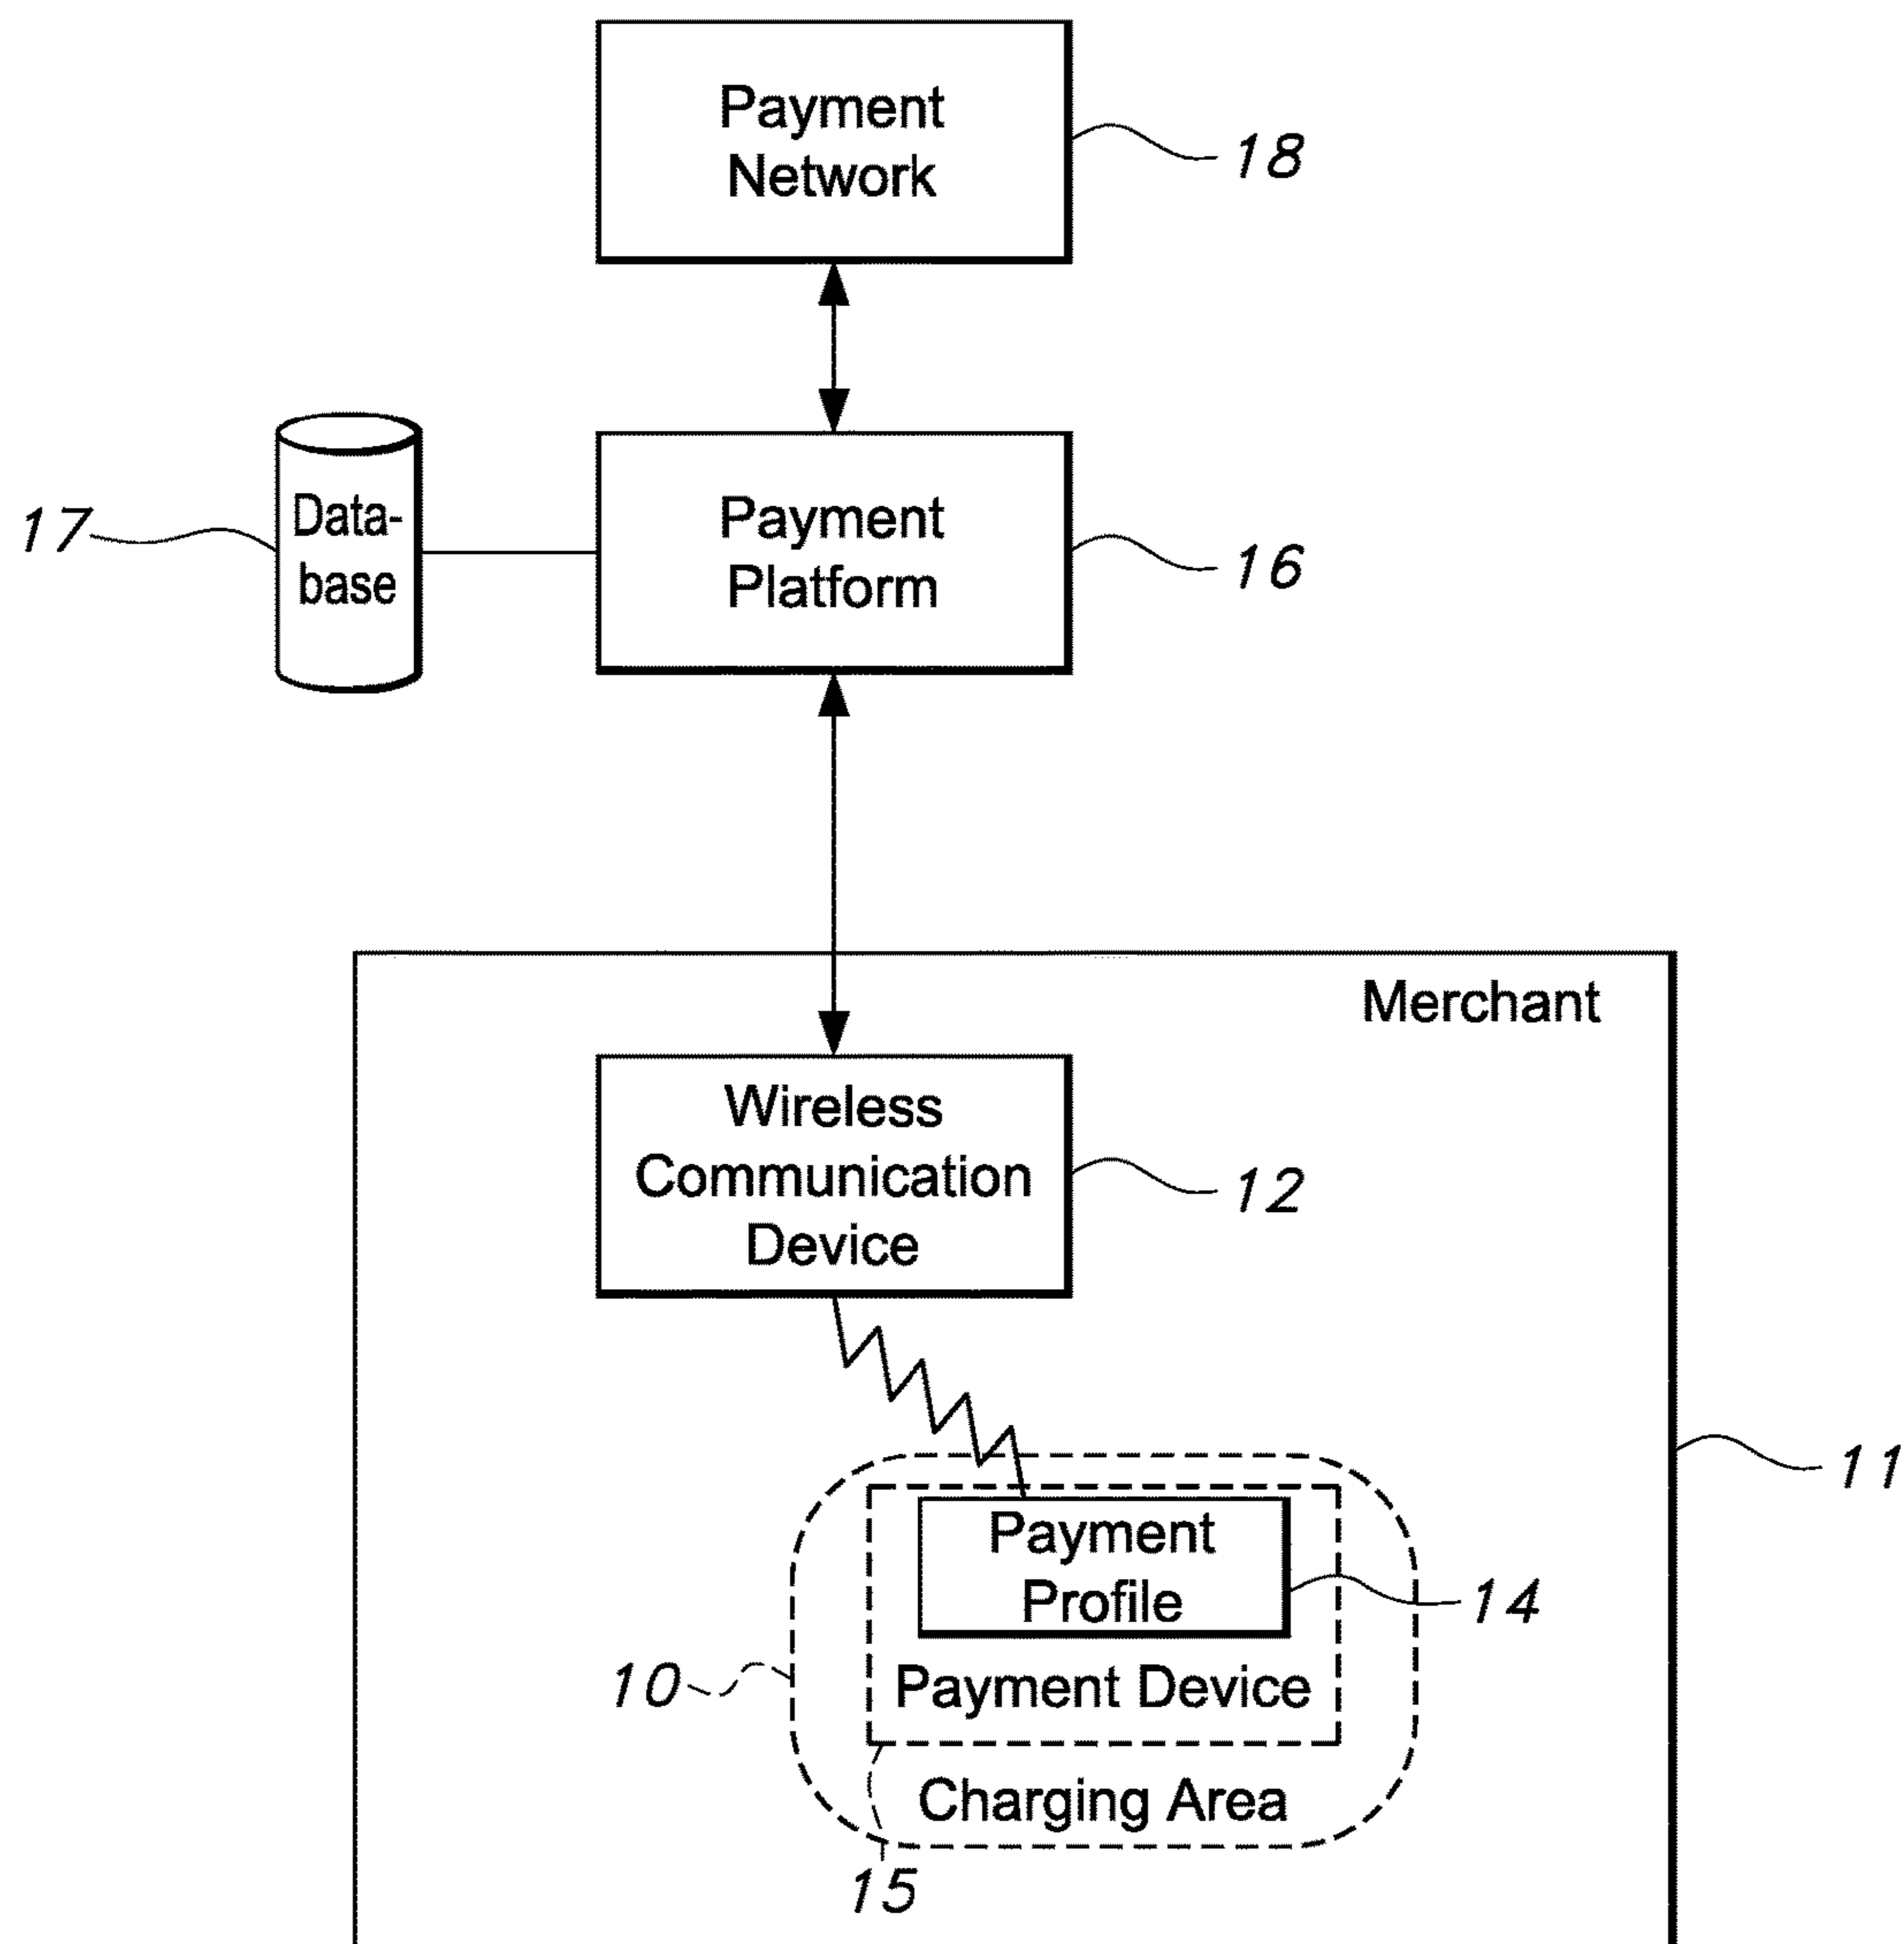 Payment
Network
18
Data-
base
17
Payment
Platform
16
Merchant
Wireless
Communication
Device
12
11
Payment
Profile
14
10
Payment Device
Charging Area
15